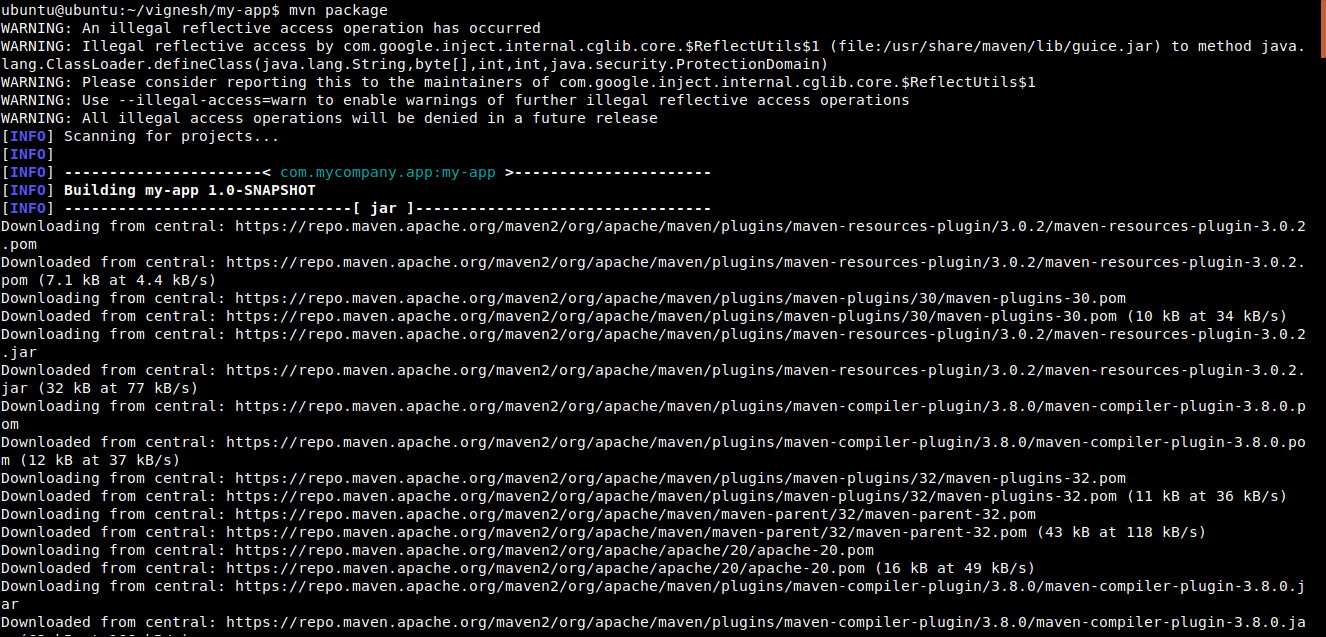 ubuntu@ubuntu:~/vignesh/my-app$ mvn package
WARNING: An illegal reflective access operation has occurred
WARNING: Illegal reflective access by com.google.inject.internal.cglib.core.$ReflectUtils$1 (file:/usr/share/maven/lib/guice.jar) to method java.
lang.ClassLoader.defineClass(java.lang.String,byte[],int,int,java.security.ProtectionDomain)
WARNING: Please consider reporting this to the maintainers of com.google.inject.internal.cglib.core.$ReflectUtils$1
WARNING: Use --illegal-access=warn to enable warnings of further illegal reflective access operations
WARNING: All illegal access operations will be denied in a future release
[INFO] Scanning for projects...
[INFO]
[INFO] ----------------------< com.mycompany.app:my-app >----------------------
[INFO] Building my-app 1.0-SNAPSHOT
[INFO] --------------------------------[ jar ]---------------------------------
Downloading from central: https://repo.maven.apache.org/maven2/org/apache/maven/plugins/maven-resources-plugin/3.0.2/maven-resources-plugin-3.0.2
.pom
Downloaded from central: https://repo.maven.apache.org/maven2/org/apache/maven/plugins/maven-resources-plugin/3.0.2/maven-resources-plugin-3.0.2.
pom (7.1 kB at 4.4 kB/s)
Downloading from central: https://repo.maven.apache.org/maven2/org/apache/maven/plugins/maven-plugins/30/maven-plugins-30.pom
Downloaded from central: https://repo.maven.apache.org/maven2/org/apache/maven/plugins/maven-plugins/30/maven-plugins-30.pom (10 kB at 34 kB/s)
Downloading from central: https://repo.maven.apache.org/maven2/org/apache/maven/plugins/maven-resources-plugin/3.0.2/maven-resources-plugin-3.0.2
.jar
Downloaded from central: https://repo.maven.apache.org/maven2/org/apache/maven/plugins/maven-resources-plugin/3.0.2/maven-resources-plugin-3.0.2.
jar (32 kB at 77 kB/s)
Downloading from central: https://repo.maven.apache.org/maven2/org/apache/maven/plugins/maven-compiler-plugin/3.8.0/maven-compiler-plugin-3.8.0.p
om
Downloaded from central: https://repo.maven.apache.org/maven2/org/apache/maven/plugins/maven-compiler-plugin/3.8.0/maven-compiler-plugin-3.8.0.po
m (12 kB at 37 kB/s)
Downloading from central: https://repo.maven.apache.org/maven2/org/apache/maven/plugins/maven-plugins/32/maven-plugins-32.pom
Downloaded from central: https://repo.maven.apache.org/maven2/org/apache/maven/plugins/maven-plugins/32/maven-plugins-32.pom (11 kB at 36 kB/s)
Downloading from central: https://repo.maven.apache.org/maven2/org/apache/maven/maven-parent/32/maven-parent-32.pom
Downloaded from central: https://repo.maven.apache.org/maven2/org/apache/maven/maven-parent/32/maven-parent-32.pom (43 kB at 118 kB/s)
Downloading from central: https://repo.maven.apache.org/maven2/org/apache/apache/20/apache-20.pom
Downloaded from central: https://repo.maven.apache.org/maven2/org/apache/apache/20/apache-20.pom (16 kB at 49 kB/s)
Downloading from central: https://repo.maven.apache.org/maven2/org/apache/maven/plugins/maven-compiler-plugin/3.8.0/maven-compiler-plugin-3.8.0.j
ar
Downloaded from central: https://repo.maven.apache.org/maven2/org/apache/maven/plugins/maven-compiler-plugin/3.8.0/maven-compiler-plugin-3.8.0.ja